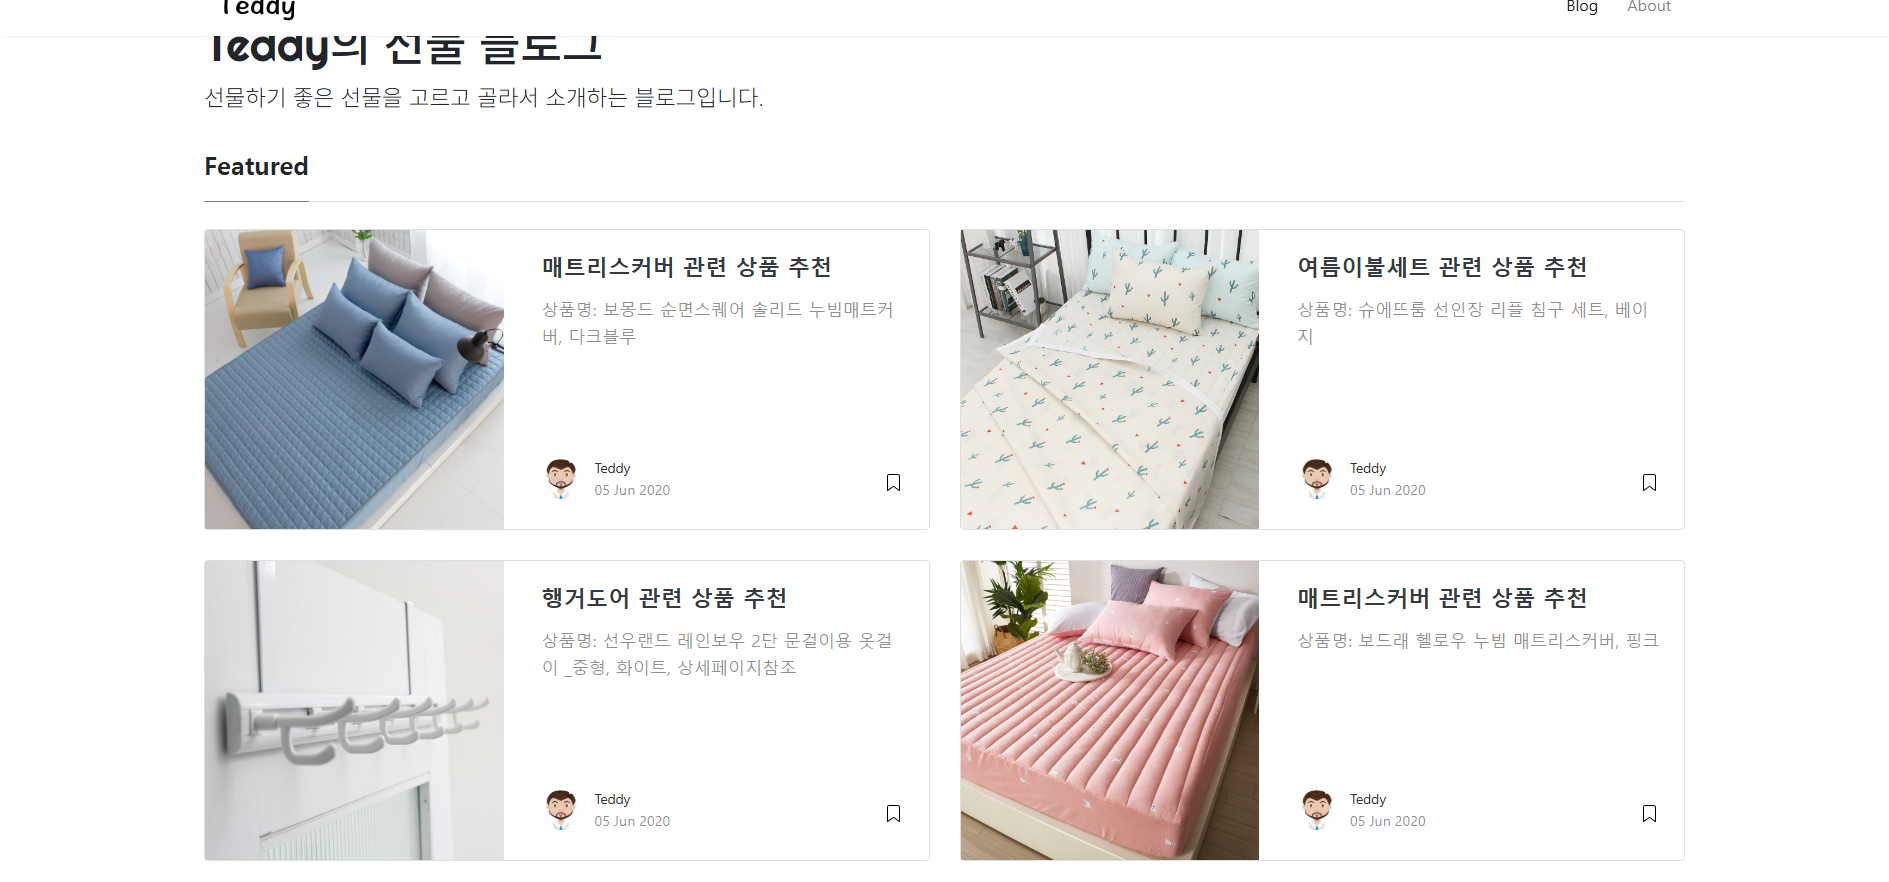 Teddy
Blog
About
Teddy의 선물 블로그
선물하기 좋은 선물을 고르고 골라서 소개하는 블로그입니다.
Featured
매트리스커버 관련 상품 추천
상품명: 보몽드 순면스퀘어 솔리드 누빔매트커
버, 다크블루
Teddy
05 Jun 2020
여름이불세트 관련 상품 추천
상품명: 슈에뜨룸 선인장 리플 침구 세트, 베이
지
Teddy
05 Jun 2020
행거도어 관련 상품 추천
상품명: 선우랜드 레인보우 2단 문걸이용 옷걸
이 _중형, 화이트, 상세페이지참조
Teddy
05 Jun 2020
매트리스커버 관련 상품 추천
상품명: 보드래 헬로우 누빔 매트리스커버, 핑크
Teddy
05 Jun 2020